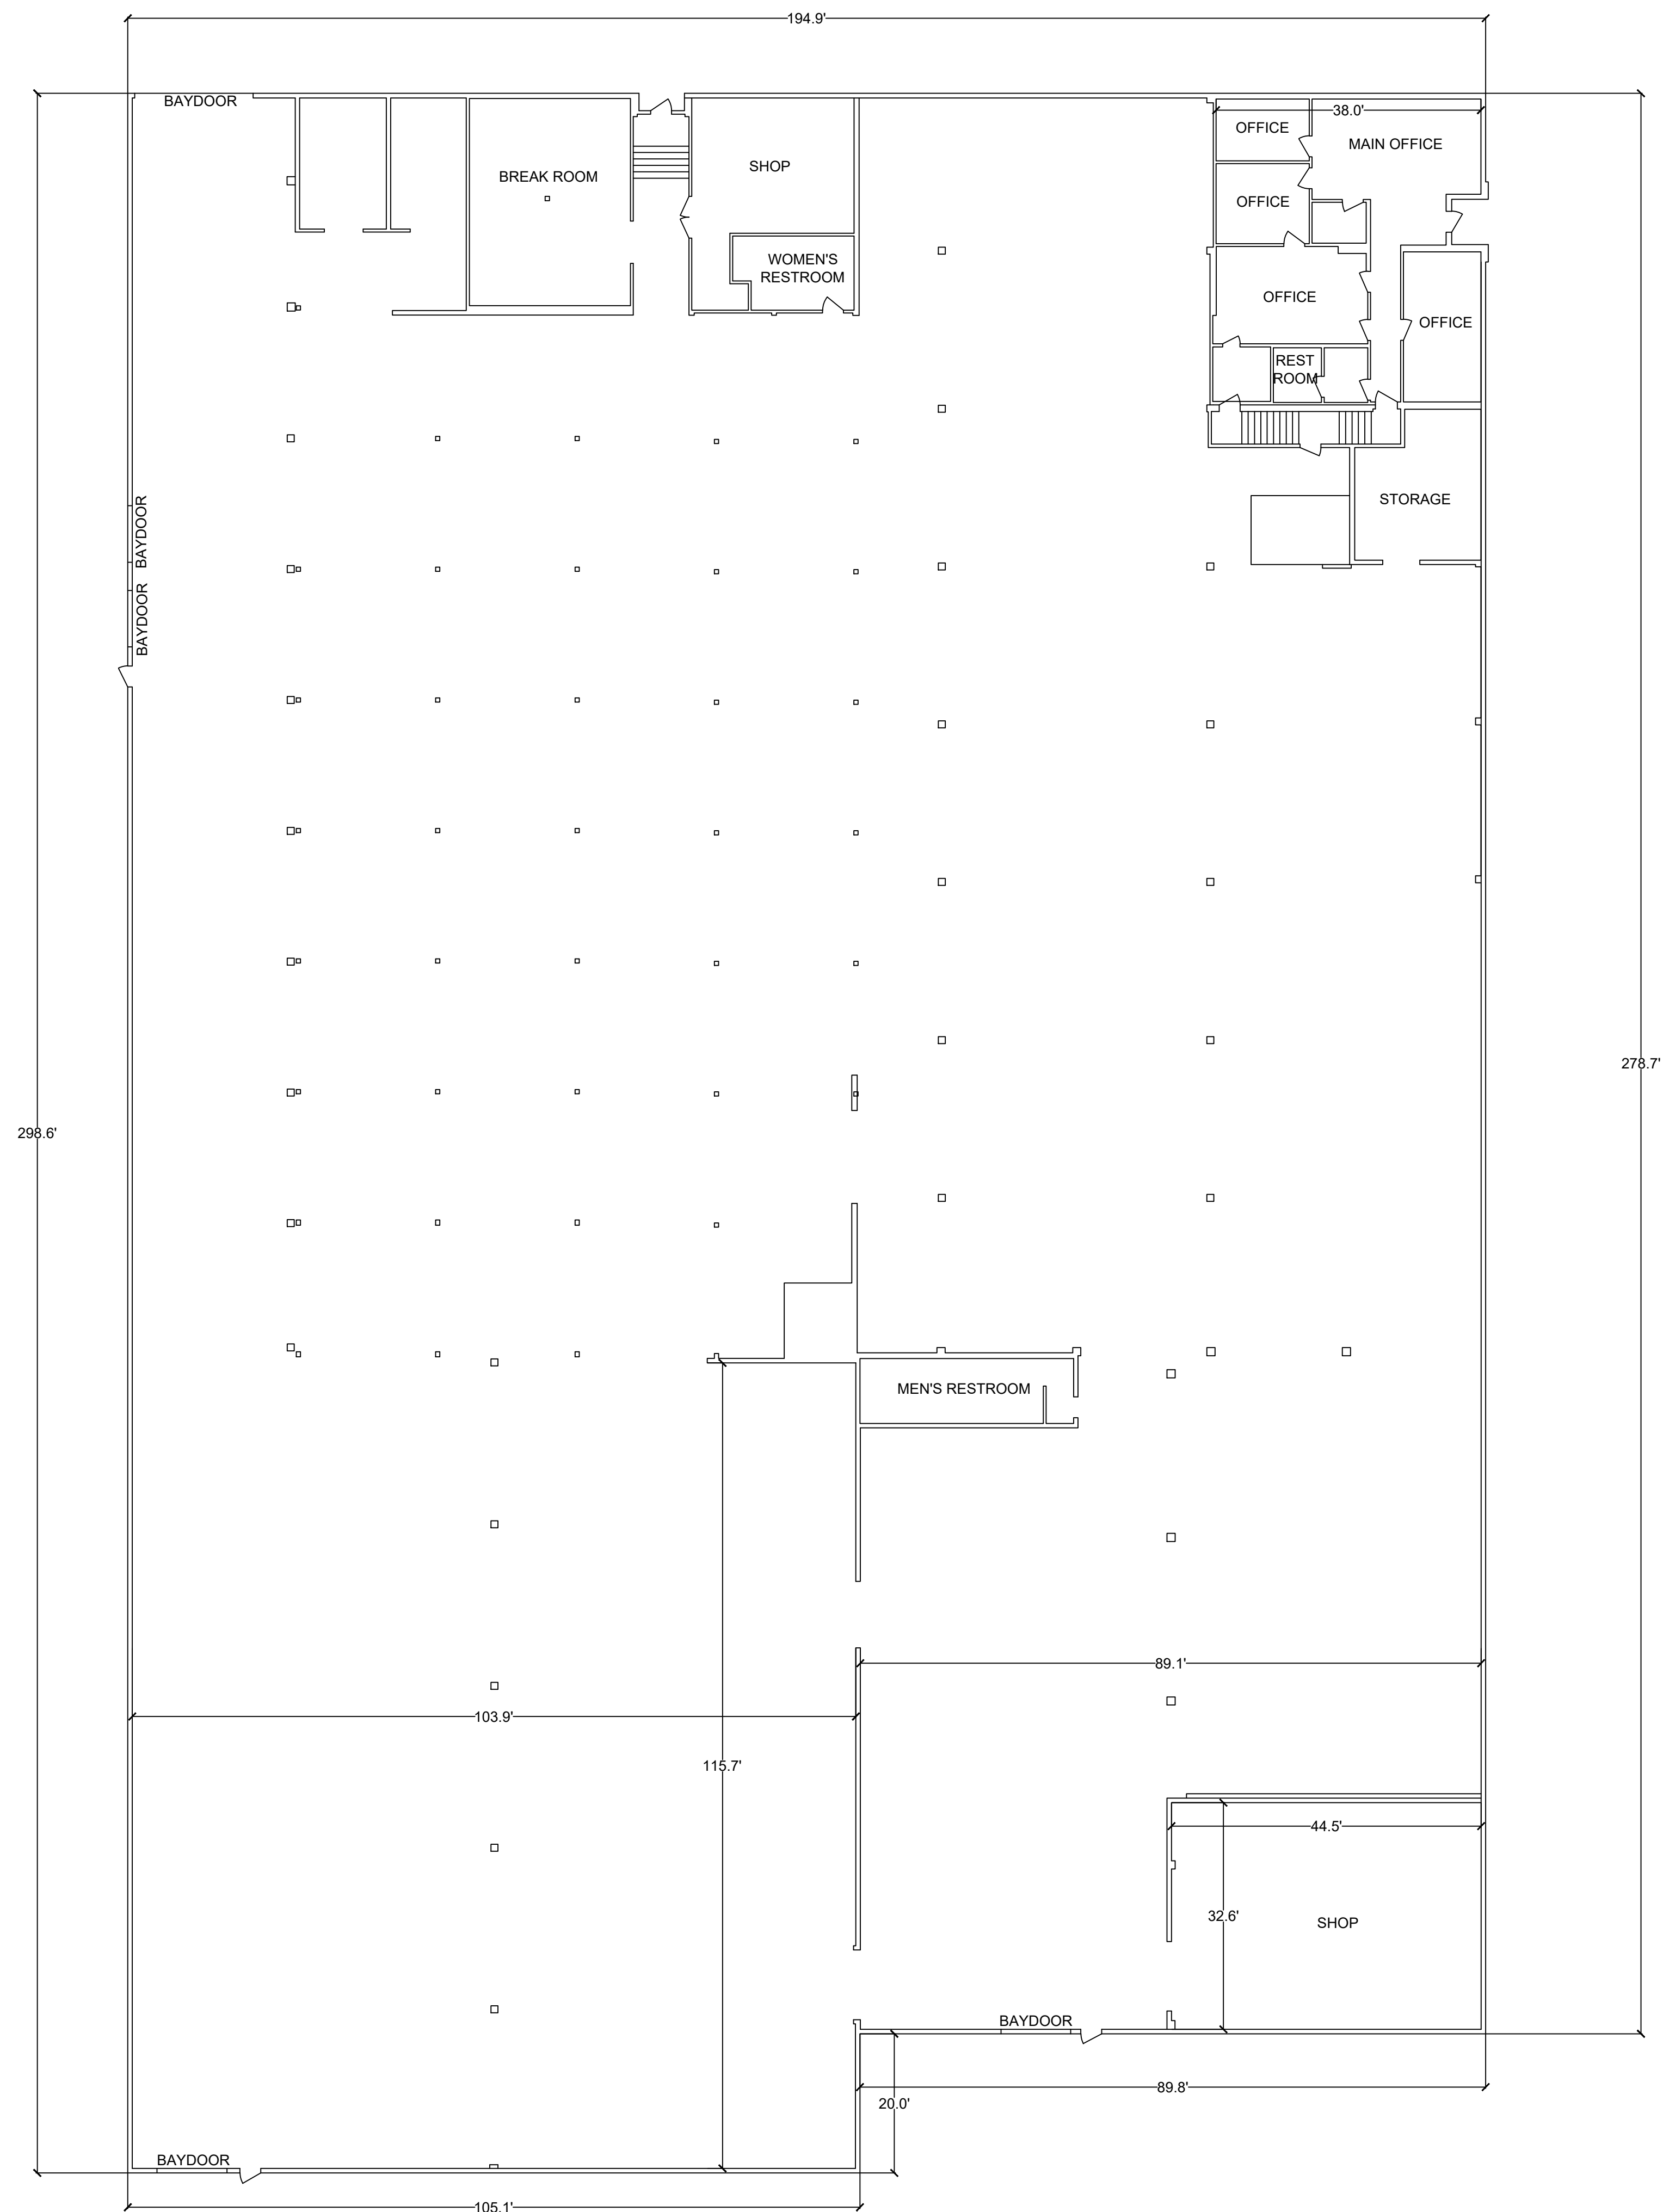 194.9'
BAYDOOR
38.0'
OFFICE
MAIN OFFICE
SHOP
BREAK ROOM
OFFICE
WOMEN'S
RESTROOM
OFFICE
OFFICE
REST
ROOM
STORAGE
BAYDOOR
BAYDOOR
278.7'
298.6'
MEN'S RESTROOM
89.1'
103.9'
115.7'
44.5'
32.6'
SHOP
BAYDOOR
89.8'
20.0'
BAYDOOR
105.1'